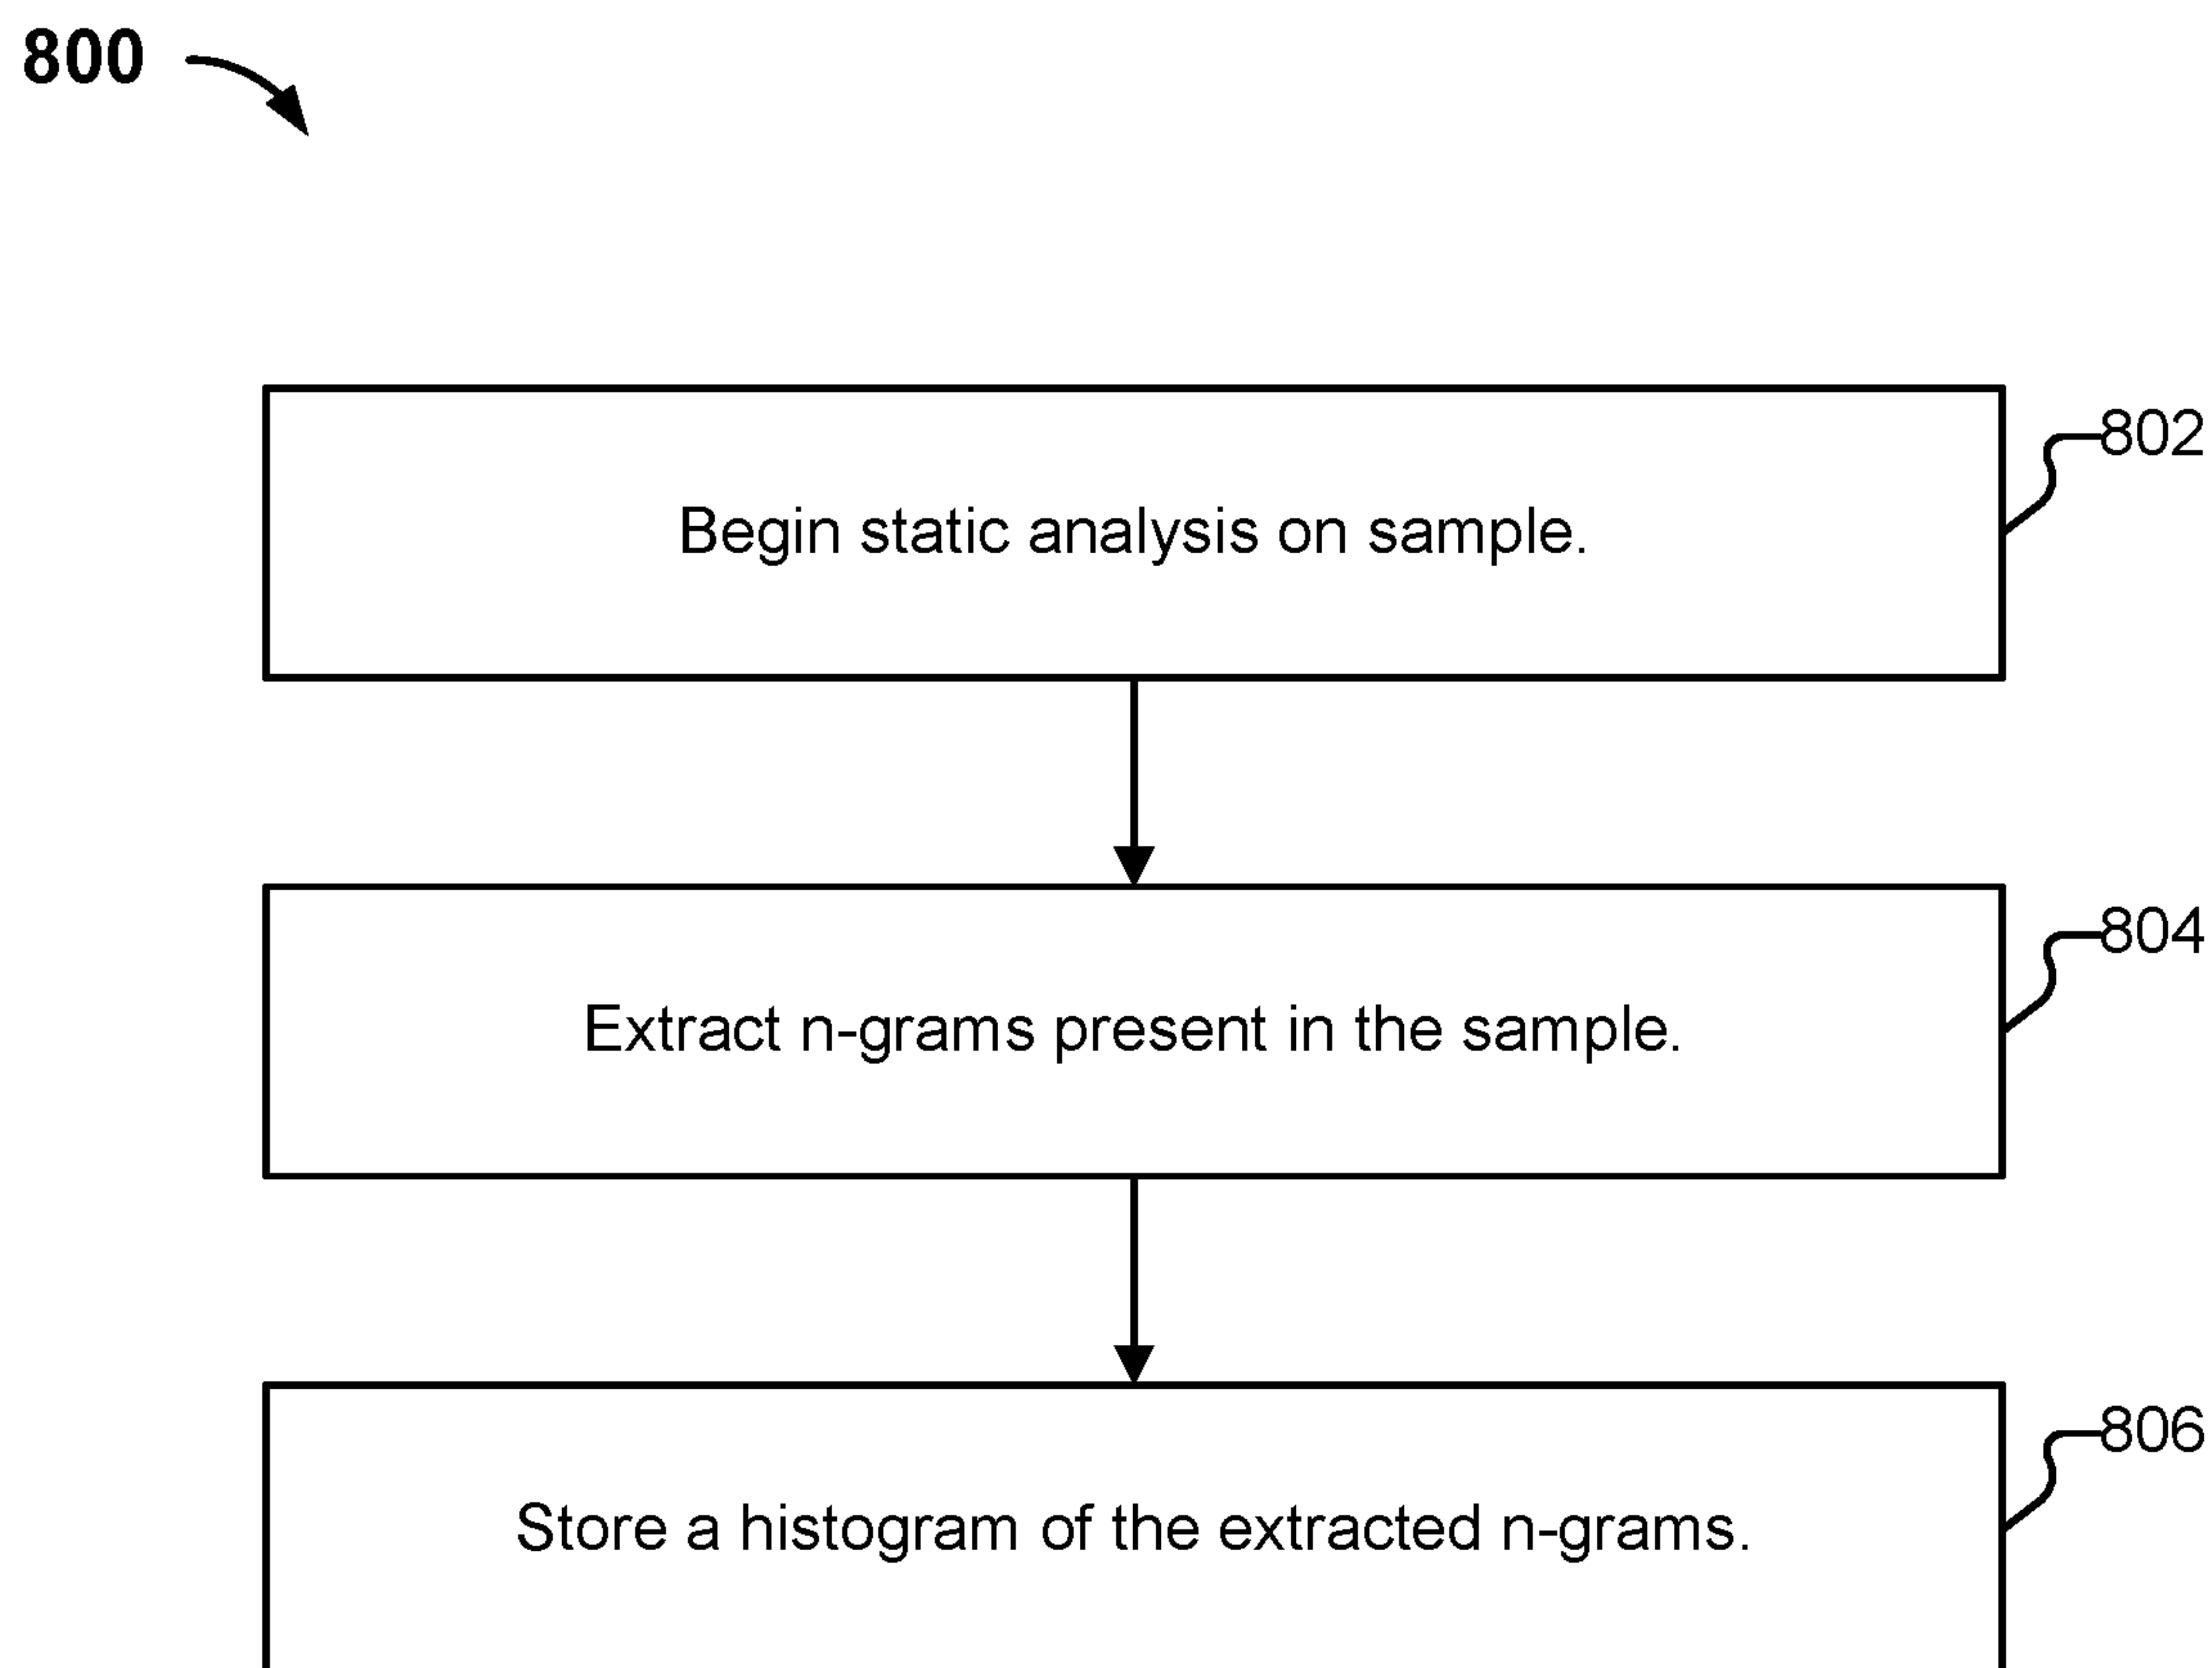 800
802
Begin static analysis on sample.
804
Extract n-grams present in the sample.
806
Store a histogram of the extracted n-grams.